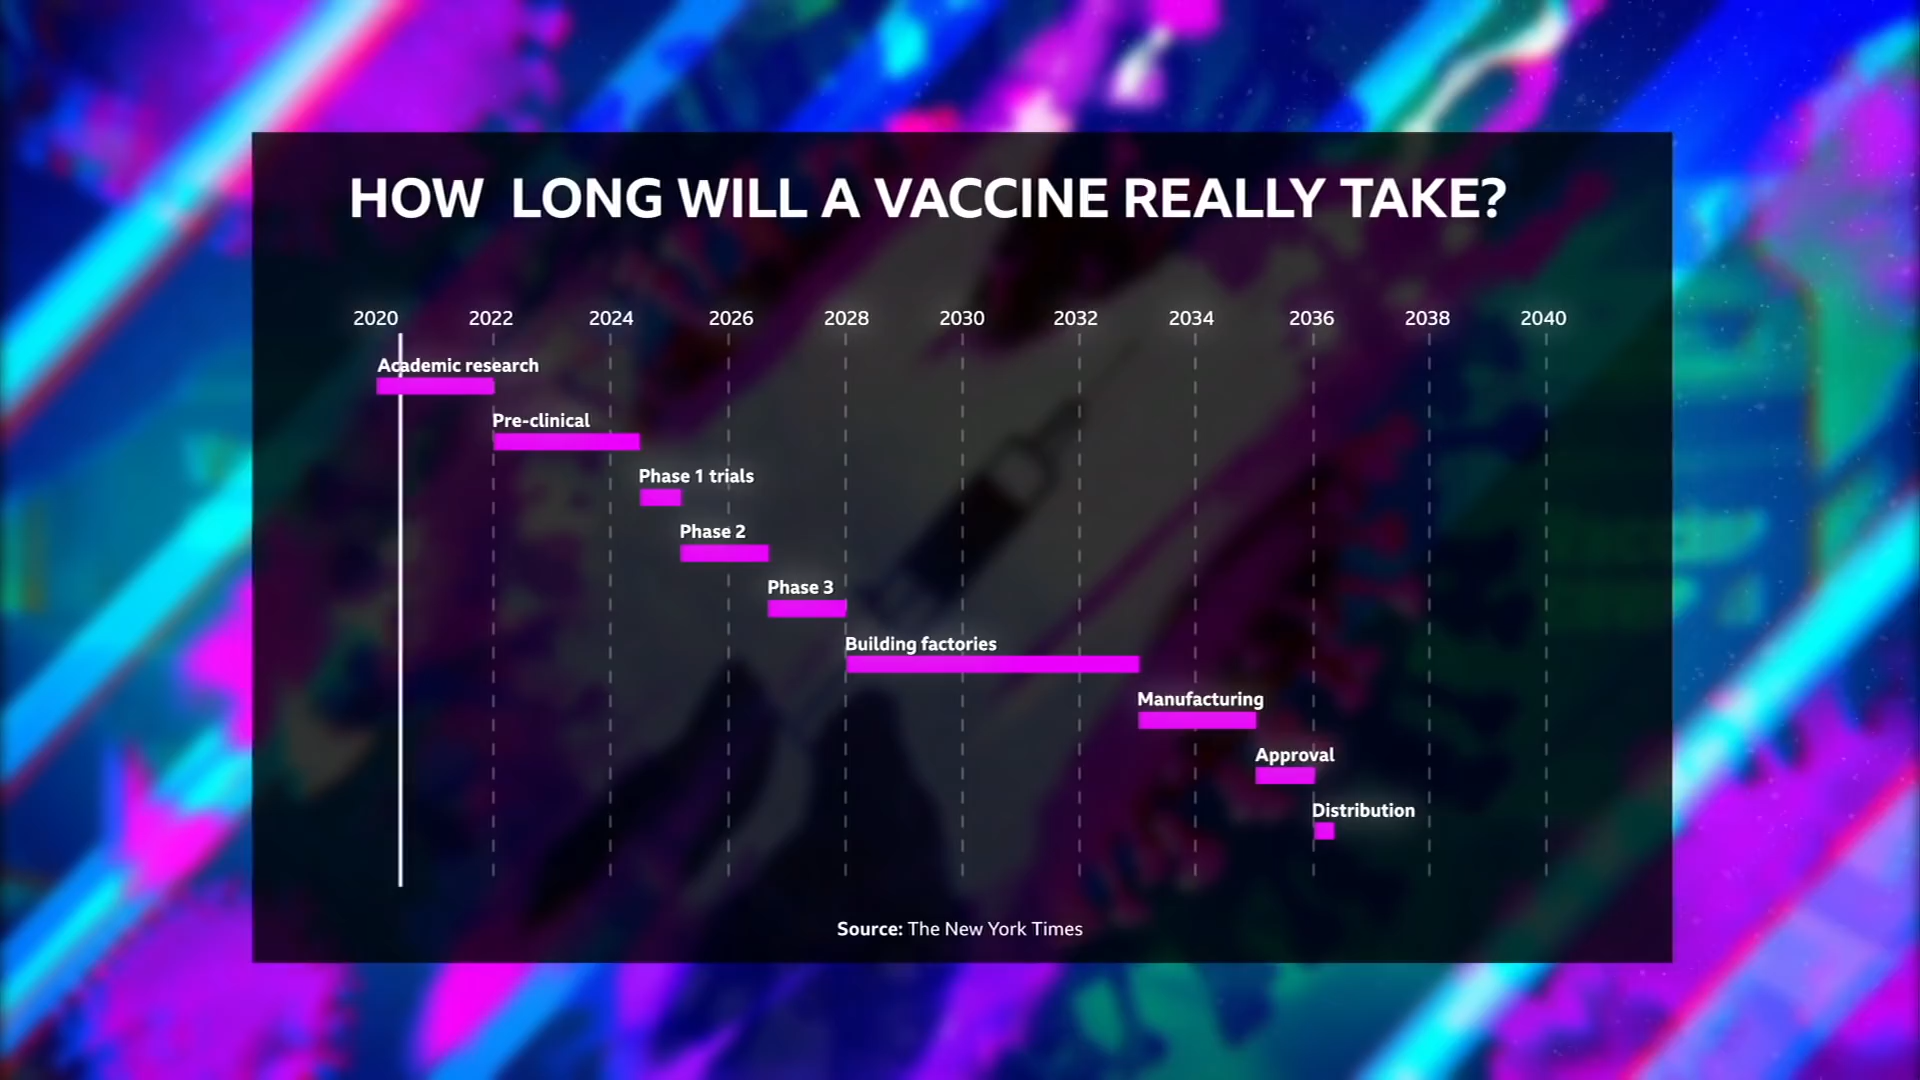 HOW LONG WILL A VACCINE REALLY TAKE?
2020 2022 2024 2026 2028 2030 2032 2034 2036 2038 2040
Academic research
Pre-clinical
Phase 1 trials
Phase 2
Phase 3
Building factories
Manufacturing
Approval
Distribution
Source: The New York Times